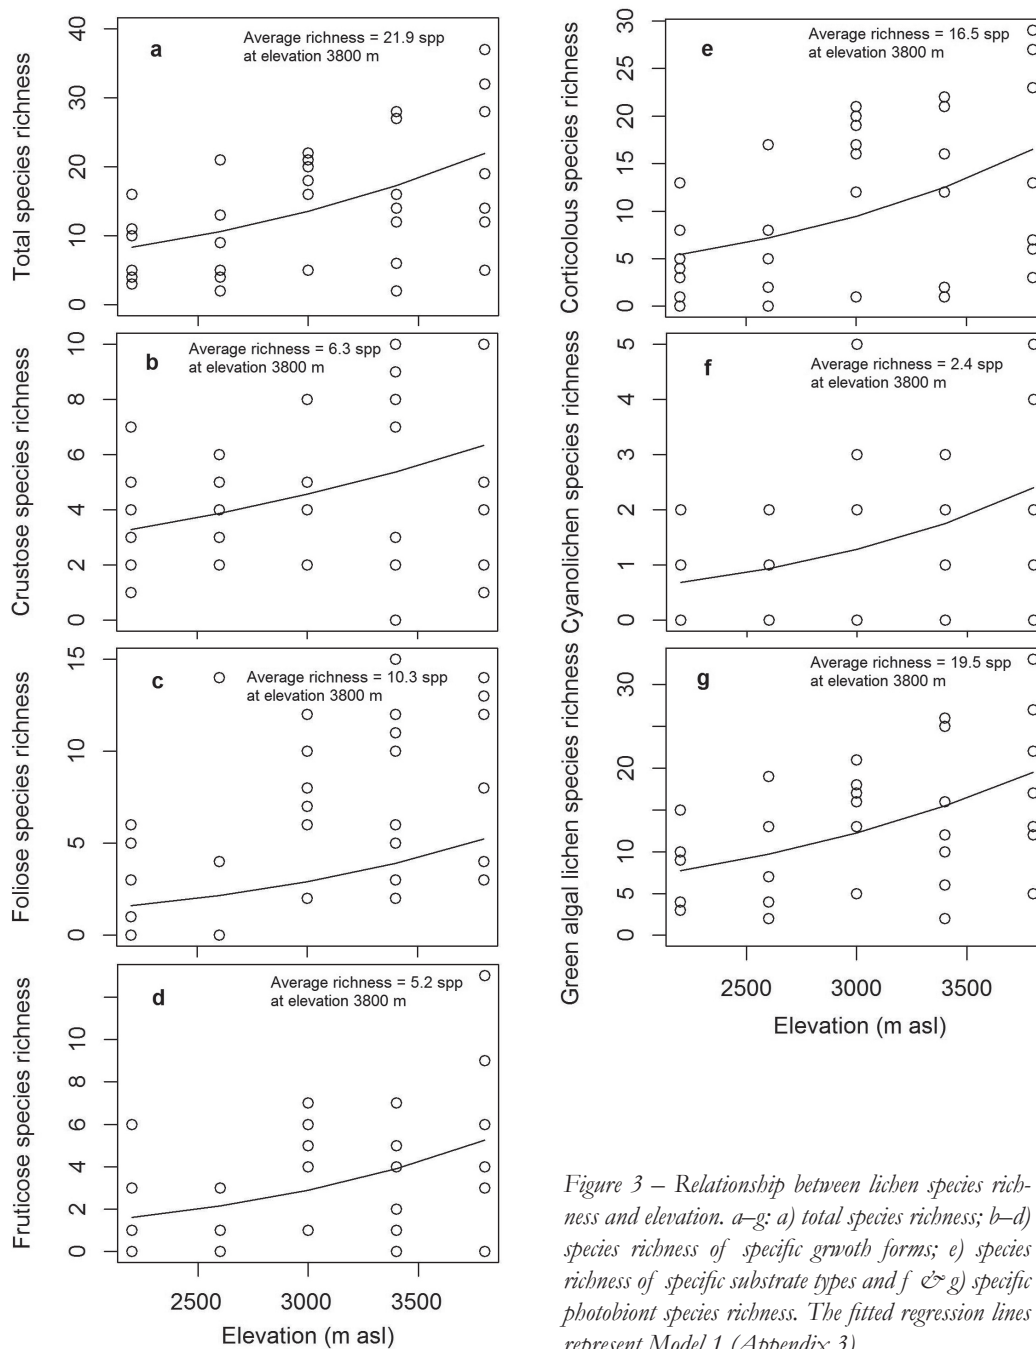 Total species richness
40
30
20
10
0
a
Average richness = 21.9 spp
at elevation 3800 m
Crustose species richness
10
8
6
4
2
0
b
Average richness = 6.3 spp
at elevation 3800 m
Foliose species richness
15
10
5
0
c
Average richness = 10.3 spp
at elevation 3800 m
Fruticose species richness
10
8
6
4
2
0
d
Average richness = 5.2 spp
at elevation 3800 m
2500
3000
3500
Elevation (m asl)
Corticolous species richness
30
25
20
15
10
5
0
e
Average richness = 16.5 spp
at elevation 3800 m
Cyanolichen species richness
5
4
3
2
1
0
f
Average richness = 2.4 spp
at elevation 3800 m
Green algal lichen species richness
30
20
10
5
0
g
Average richness = 19.5 spp
at elevation 3800 m
2500
3000
3500
Elevation (m asl)
Figure 3 – Relationship between lichen species rich-
ness and elevation. a–g: a) total species richness; b–d)
species richness of specific grwoth forms; e) species
richness of specific substrate types and f & g) specific
photobiont species richness. The fitted regression lines
represent Model 1 (Appendix 3)